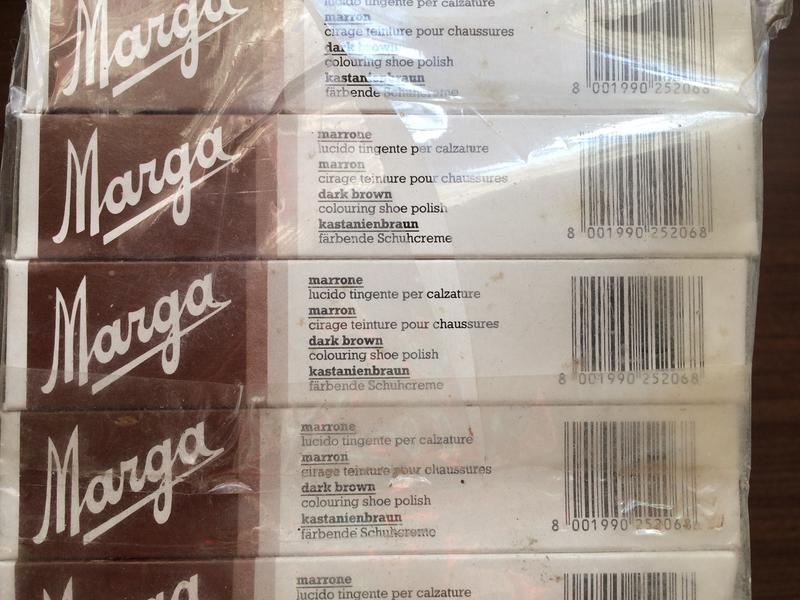 Marga
lucido tingente per calzature
marron
cirage teinture pour chaussures
dark brown
colouring shoe polish
kastanienbraun
färbende Schuhcreme
8 001990 252068
Marga
marrone
lucido tingente per calzature
marron
cirage teinture pour chaussures
dark brown
colouring shoe polish
kastanienbraun
färbende Schuhcreme
8 001990 252068
Marga
marrone
lucido tingente per calzature
marron
cirage teinture pour chaussures
dark brown
colouring shoe polish
kastanienbraun
färbende Schuhcreme
8 001990 252068
Marga
marrone
lucido tingente per calzature
marron
cirage teinture pour chaussures
dark brown
colouring shoe polish
kastanienbraun
färbende Schuhcreme
8 001990 252068
Marga
marrone
lucido tingente per calzature